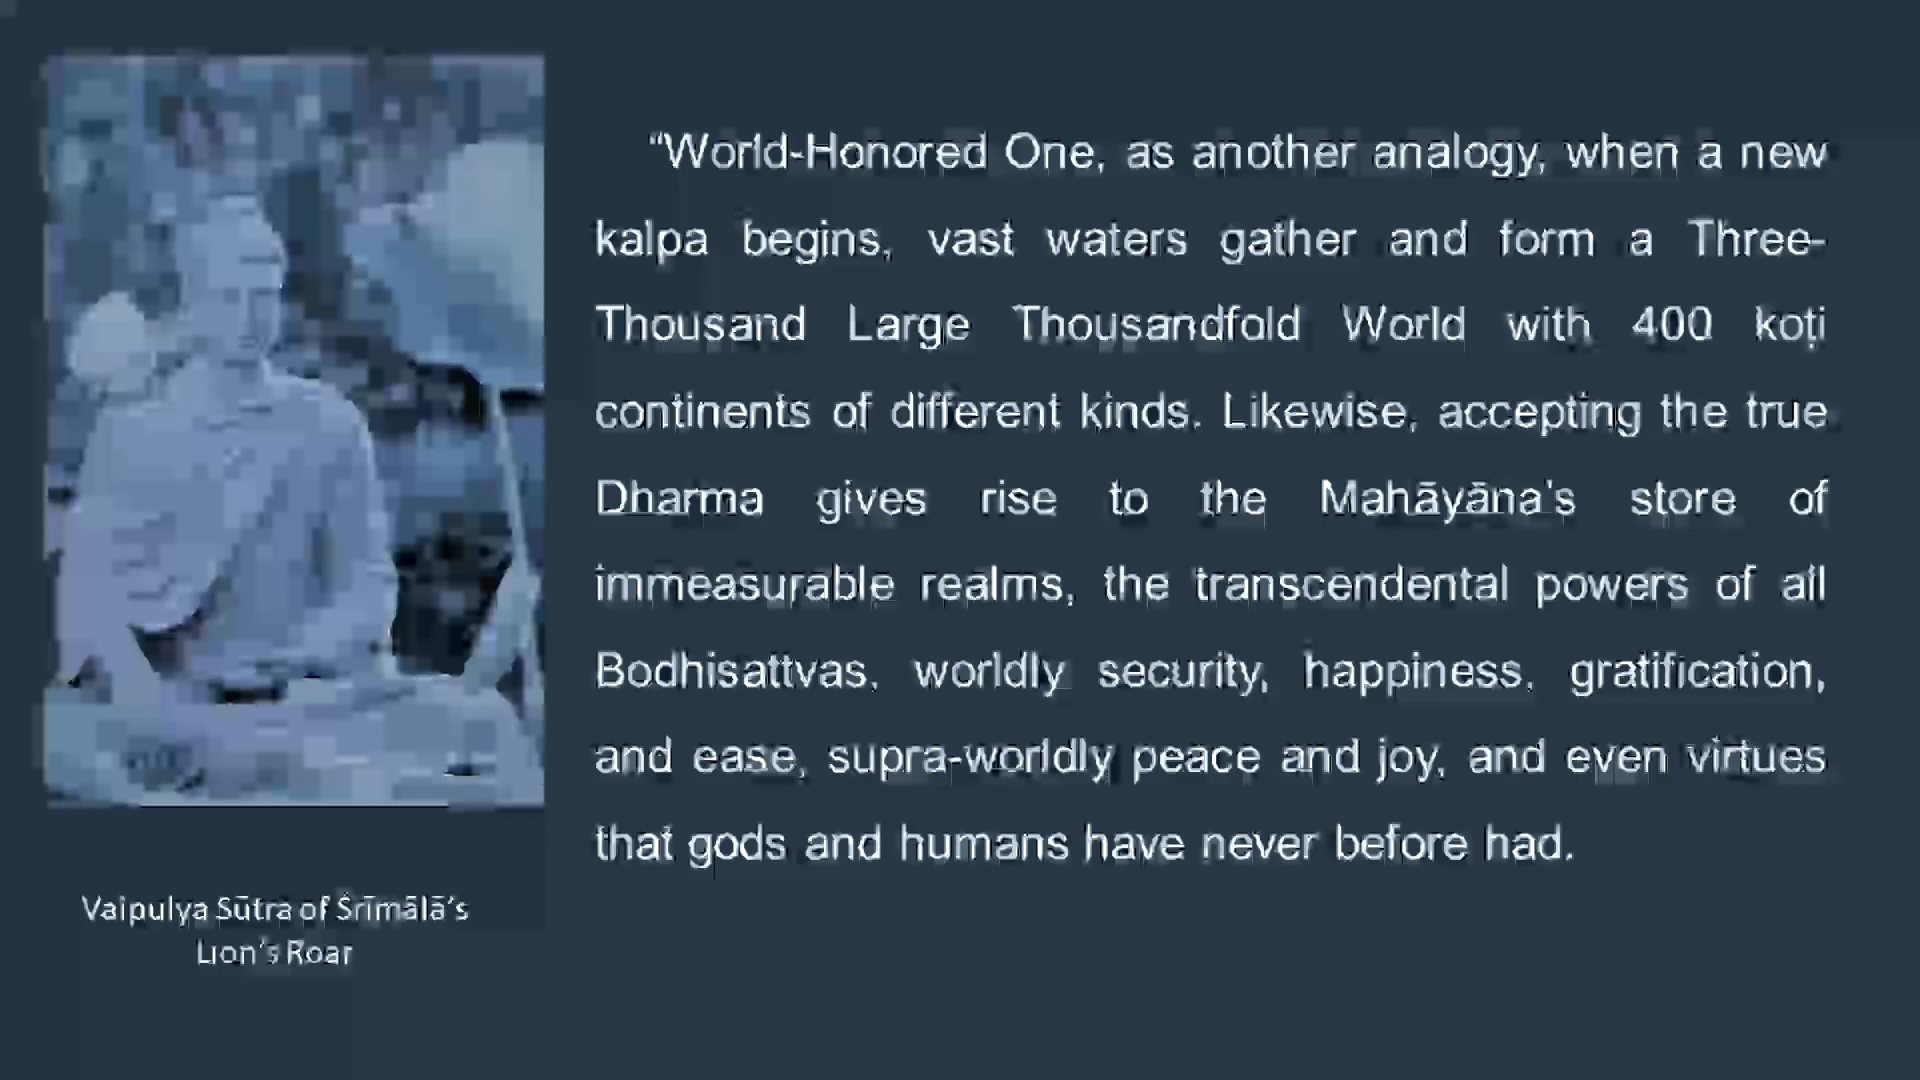 “World-Honored One, as another analogy, when a new
kalpa begins, vast waters gather and form a Three-
Thousand Large Thousandfold World with 400 koṭi
continents of different kinds. Likewise, accepting the true
Dharma gives rise to the Mahāyāna’s store of
immeasurable realms, the transcendental powers of all
Bodhisattvas, worldly security, happiness, gratification,
and ease, supra-worldly peace and joy, and even virtues
that gods and humans have never before had.
Vaipulya Sūtra of Śrīmālā’s
Lion’s Roar